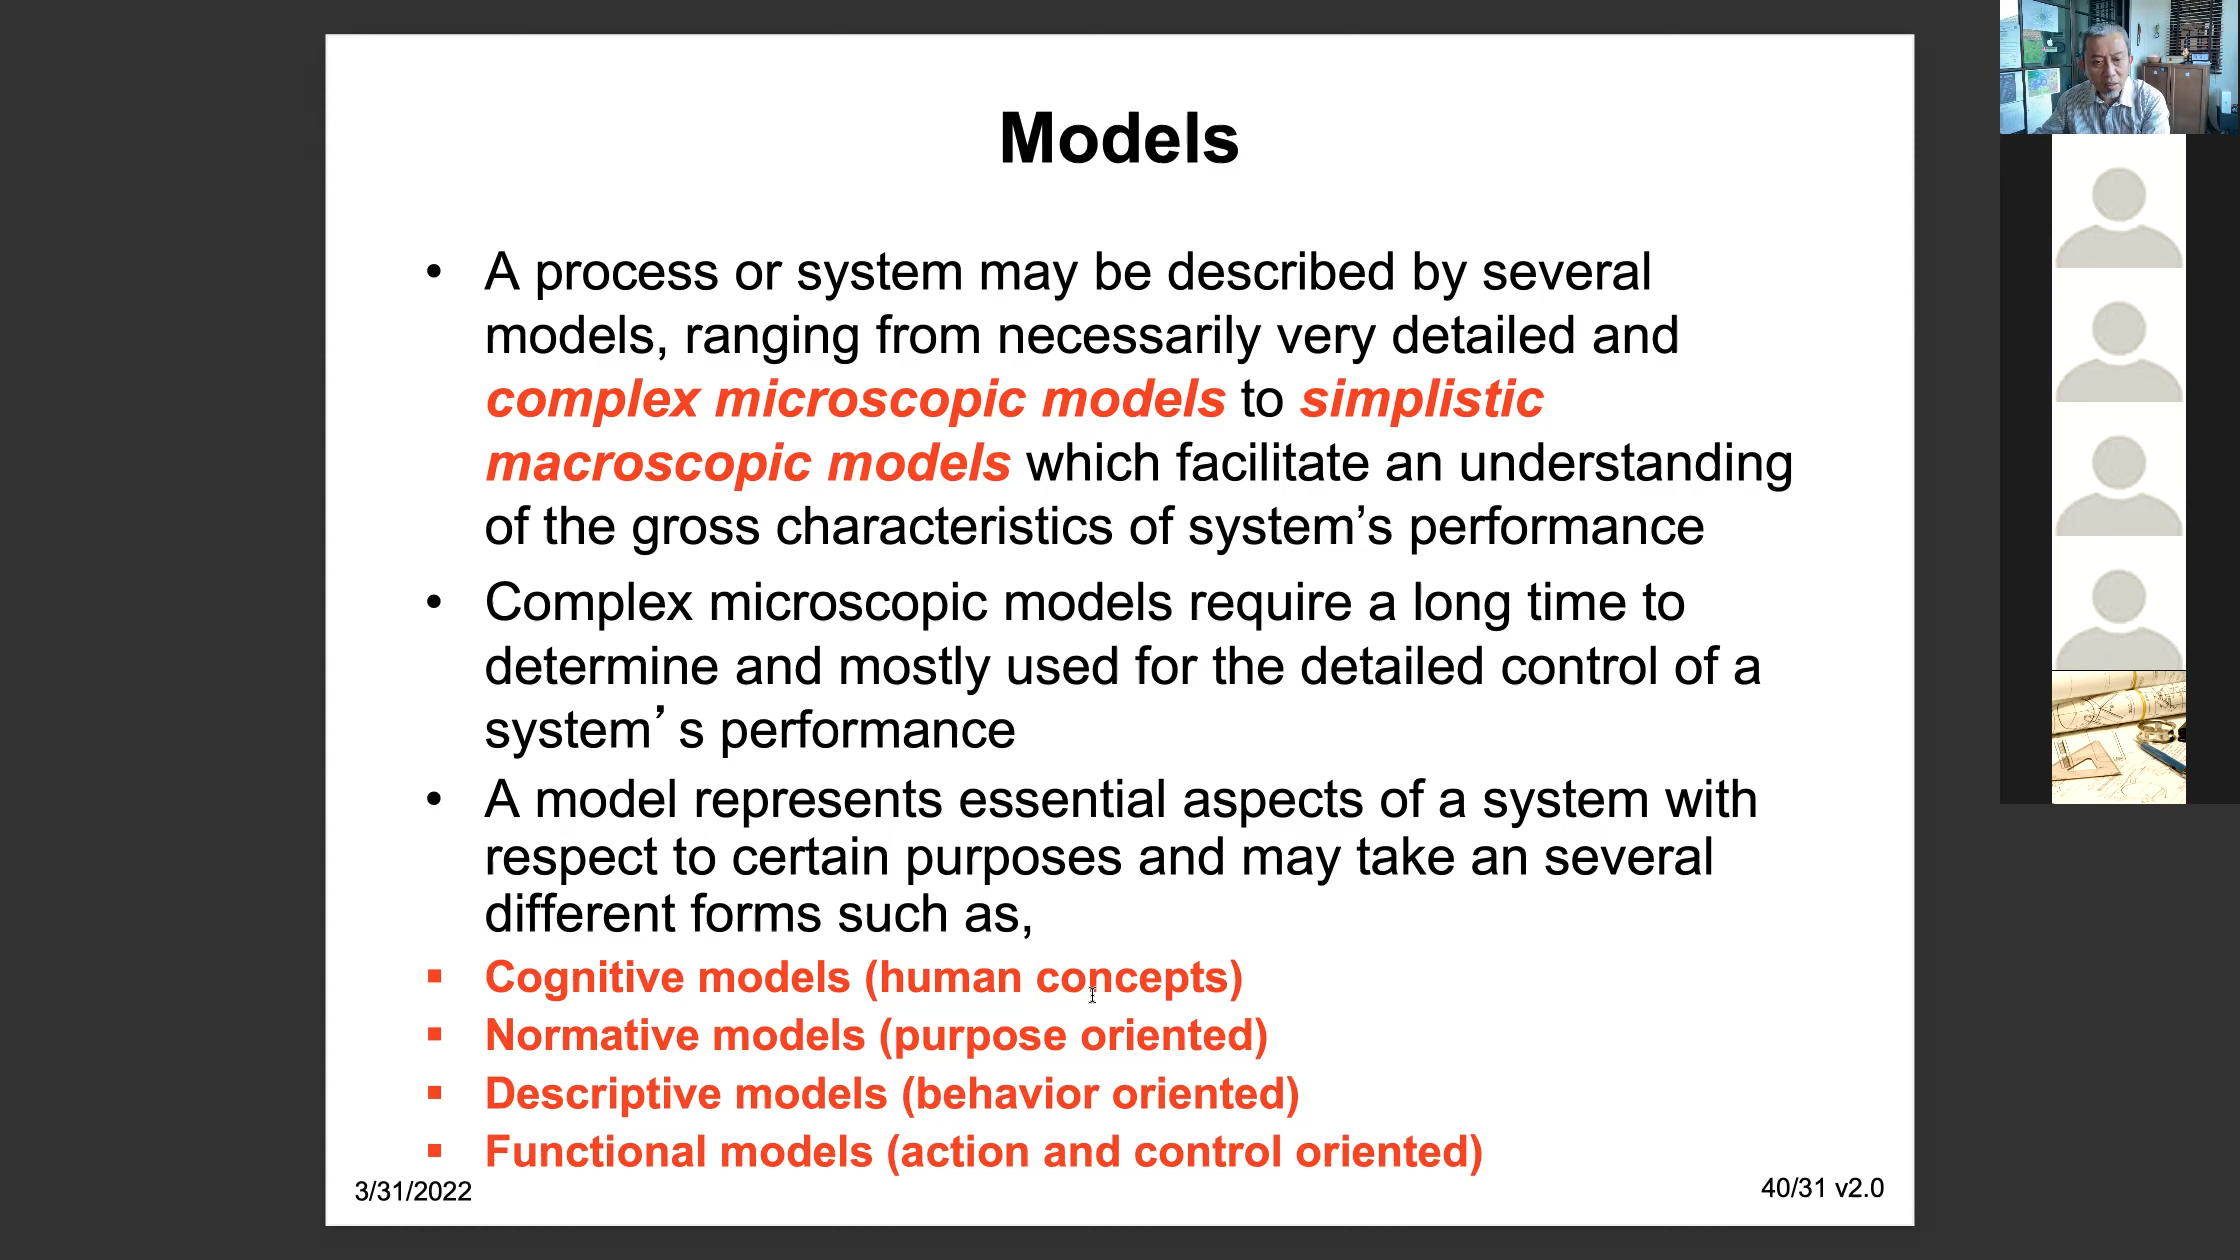 Models
• A process or system may be described by several
models, ranging from necessarily very detailed and
complex microscopic models to simplistic
macroscopic models which facilitate an understanding
of the gross characteristics of system’s performance
• Complex microscopic models require a long time to
determine and mostly used for the detailed control of a
system’ s performance
• A model represents essential aspects of a system with
respect to certain purposes and may take an several
different forms such as,
▪ Cognitive models (human concepts)
▪ Normative models (purpose oriented)
▪ Descriptive models (behavior oriented)
▪ Functional models (action and control oriented)
3/31/2022
40/31 v2.0